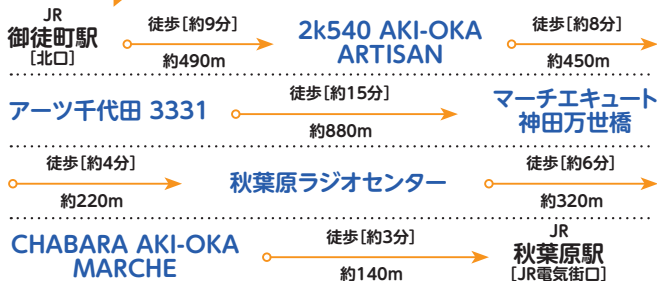 JR
御徒町駅
[北口]
徒歩[約9分]
約490m
2k540 AKI-OKA
ARTISAN
徒歩[約8分]
約450m
アーツ千代田 3331
徒歩[約15分]
約880m
マーチエキュート
神田万世橋
徒歩[約4分]
約220m
秋葉原ラジオセンター
徒歩[約6分]
約320m
CHABARA AKI-OKA
MARCHE
徒歩[約3分]
約140m
JR
秋葉原駅
[JR電気街口]